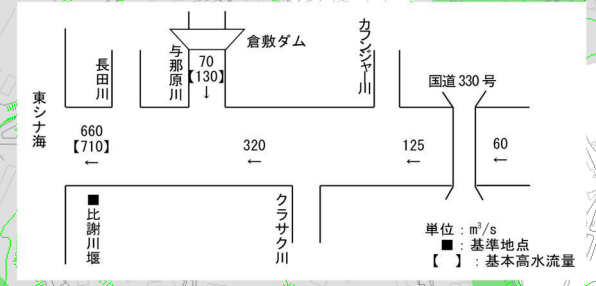 倉敷ダム
カフンジャー川
与那原川
長田川
70
【130】
↓
国道330号
東シナ海
660
【710】
←
320
←
125
←
60
←
■比謝川堰
クラサク川
単位：m³/s
■：基準地点
【　】：基本高水流量